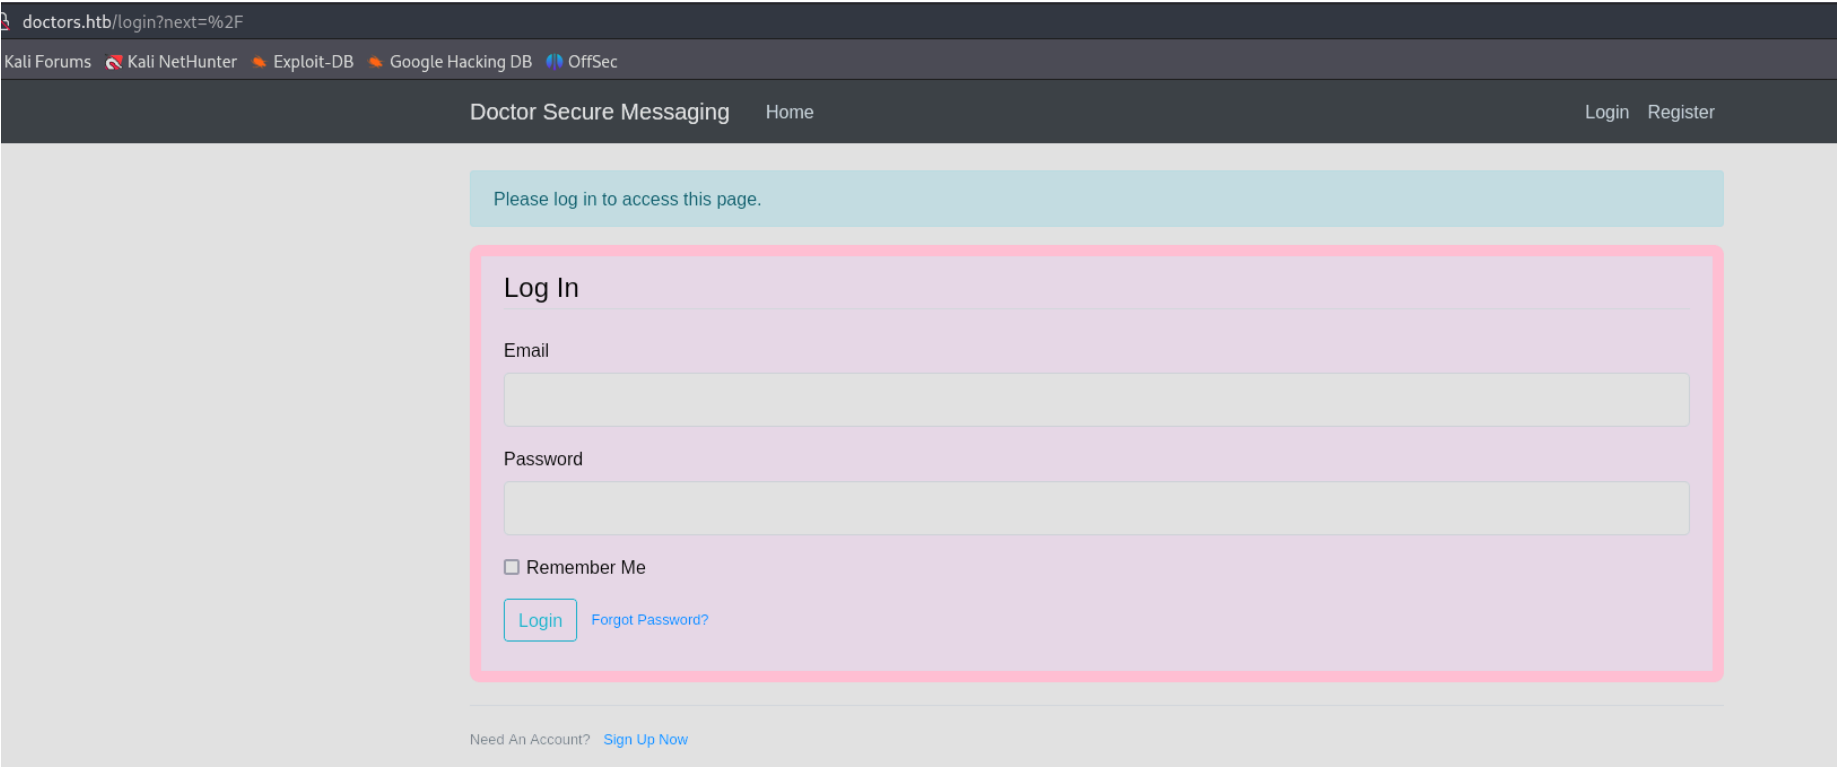 doctors.htb/login?next=%2F
Kali Forums Kali NetHunter Exploit-DB Google Hacking DB OffSec
Doctor Secure Messaging Home Login Register
Please log in to access this page.
Log In
Email
Password
Remember Me
Login Forgot Password?
Need An Account? Sign Up Now